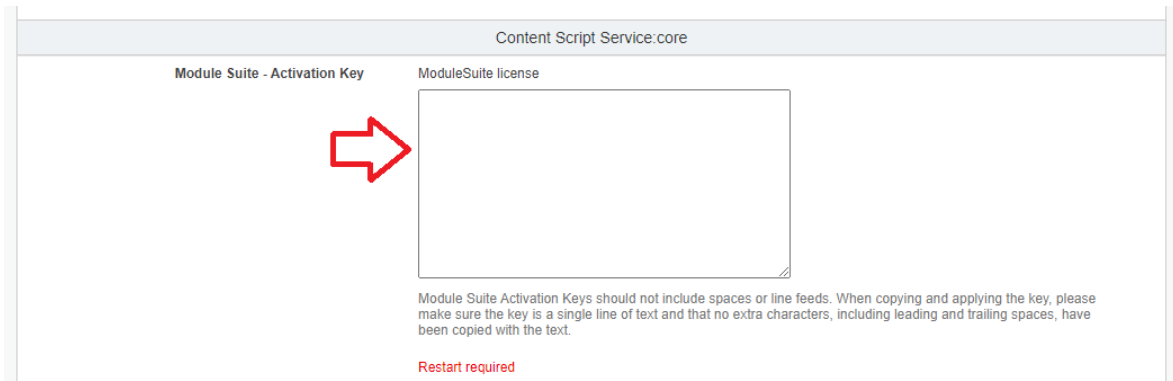 Content Script Service:core
Module Suite - Activation Key
ModuleSuite license
Module Suite Activation Keys should not include spaces or line feeds. When copying and applying the key, please
make sure the key is a single line of text and that no extra characters, including leading and trailing spaces, have
been copied with the text.
Restart required